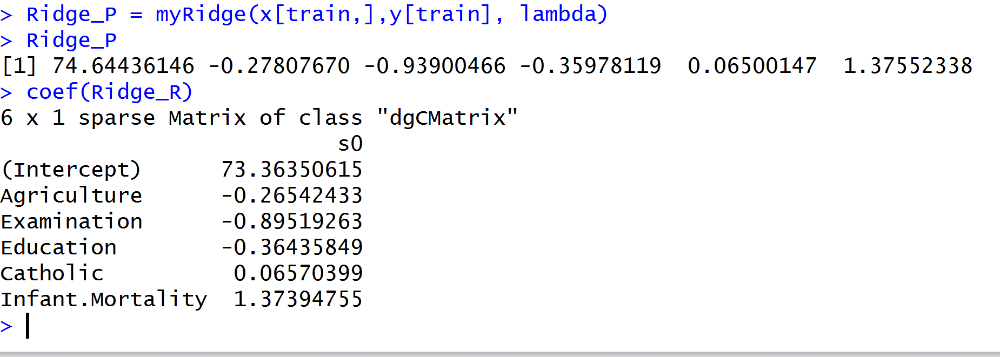 > Ridge_P = myRidge(x[train,],y[train], lambda)
> Ridge_P
[1] 74.64436146 -0.27807670 -0.93900466 -0.35978119  0.06500147  1.37552338
> coef(Ridge_R)
6 x 1 sparse Matrix of class "dgCMatrix"
                          s0
(Intercept)      73.36350615
Agriculture      -0.26542433
Examination      -0.89519263
Education        -0.36435849
Catholic          0.06570399
Infant.Mortality  1.37394755
>